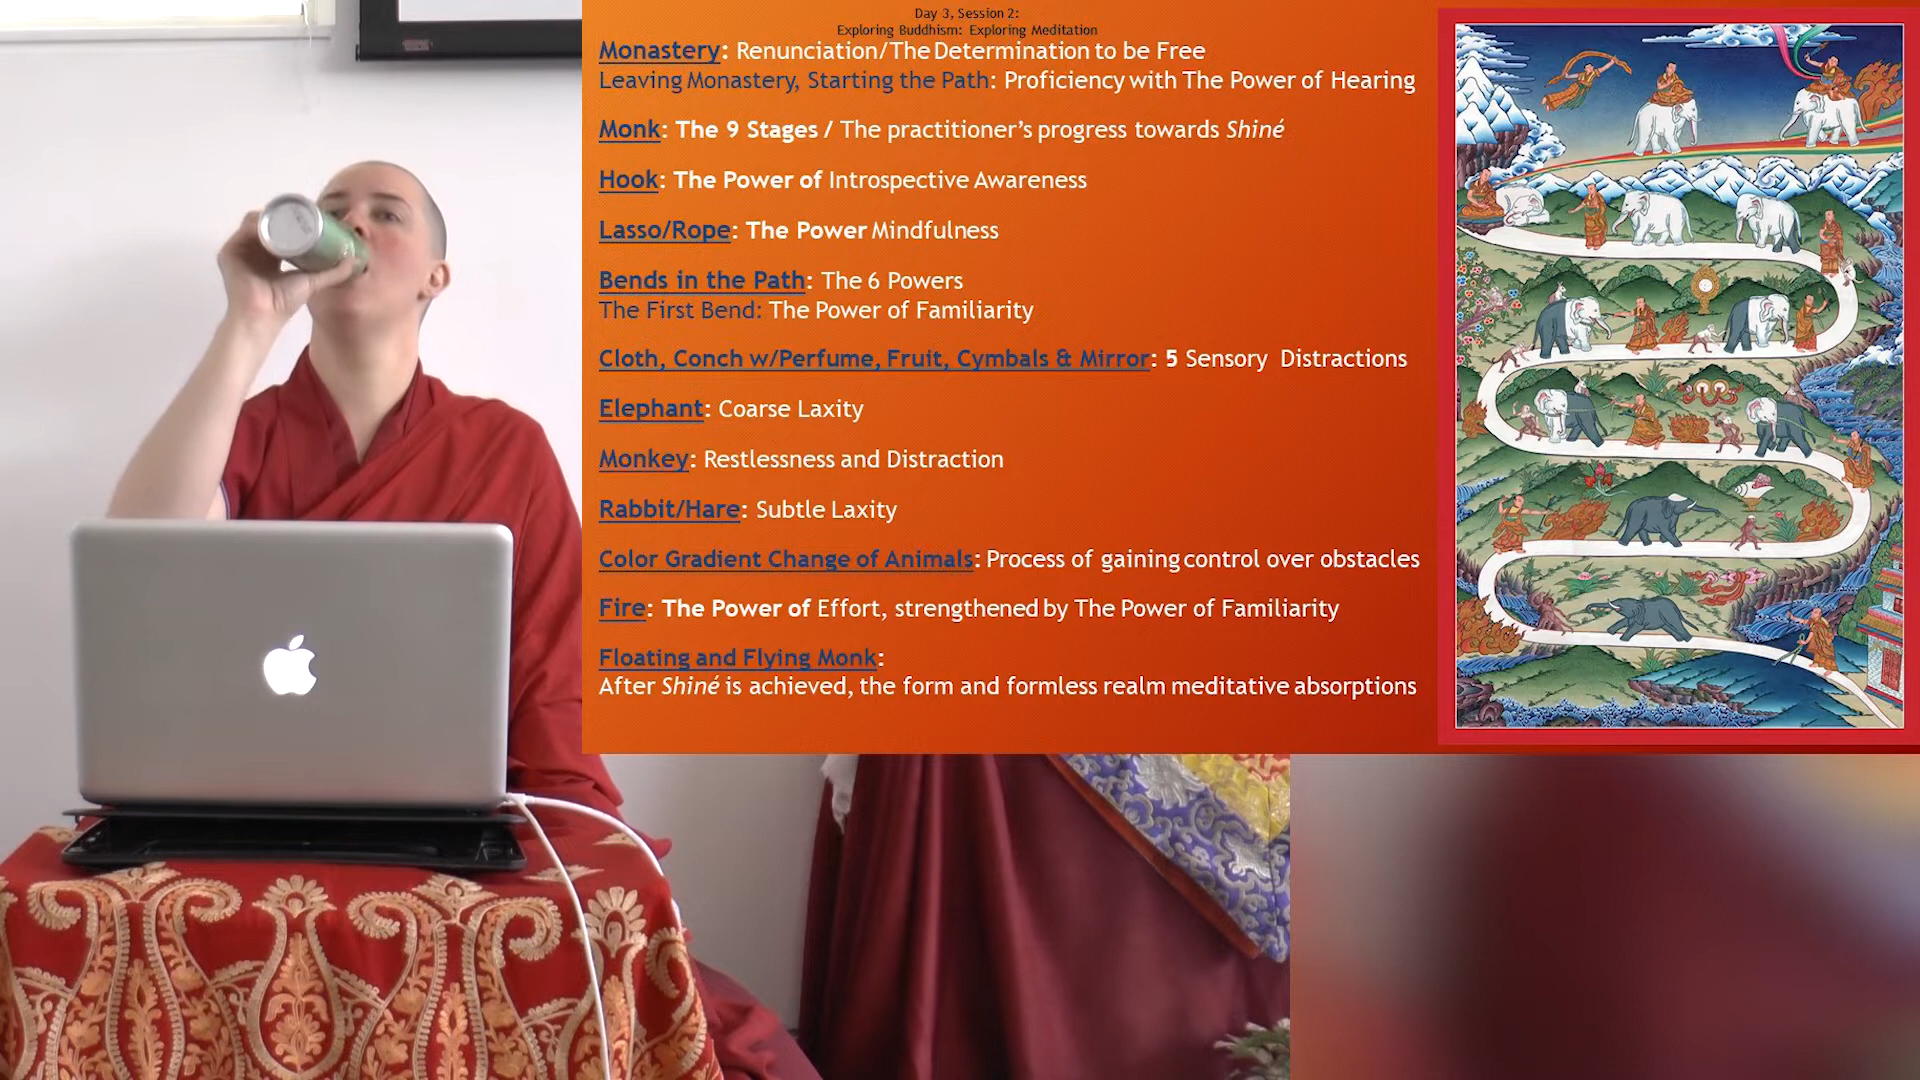 Day 3, Session 2:
Exploring Buddhism: Exploring Meditation
Monastery: Renunciation/The Determination to be Free
Leaving Monastery, Starting the Path: Proficiency with The Power of Hearing
Monk: The 9 Stages / The practitioner's progress towards Shiné
Hook: The Power of Introspective Awareness
Lasso/Rope: The Power Mindfulness
Bends in the Path: The 6 Powers
The First Bend: The Power of Familiarity
Cloth, Conch w/Perfume, Fruit, Cymbals & Mirror: 5 Sensory Distractions
Elephant: Coarse Laxity
Monkey: Restlessness and Distraction
Rabbit/Hare: Subtle Laxity
Color Gradient Change of Animals: Process of gaining control over obstacles
Fire: The Power of Effort, strengthened by The Power of Familiarity
Floating and Flying Monk:
After Shiné is achieved, the form and formless realm meditative absorptions